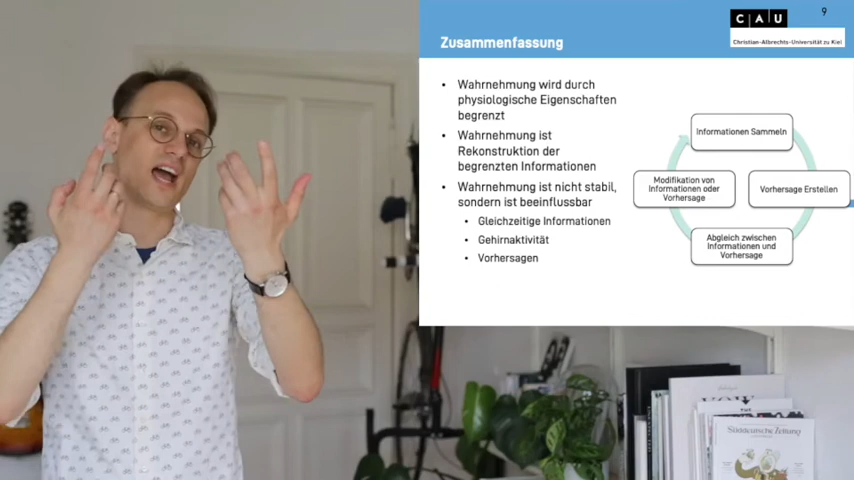 9
C A U
Christian-Albrechts-Universität zu Kiel
Zusammenfassung
• Wahrnehmung wird durch
physiologische Eigenschaften
begrenzt
• Wahrnehmung ist
Rekonstruktion der
begrenzten Informationen
• Wahrnehmung ist nicht stabil,
sondern ist beeinflussbar
• Gleichzeitige Informationen
• Gehirnaktivität
• Vorhersagen
Informationen Sammeln
Modifikation von
Informationen oder
Vorhersage
Vorhersage Erstellen
Abgleich zwischen
Informationen und
Vorhersage
Süddeutsche Zeitung